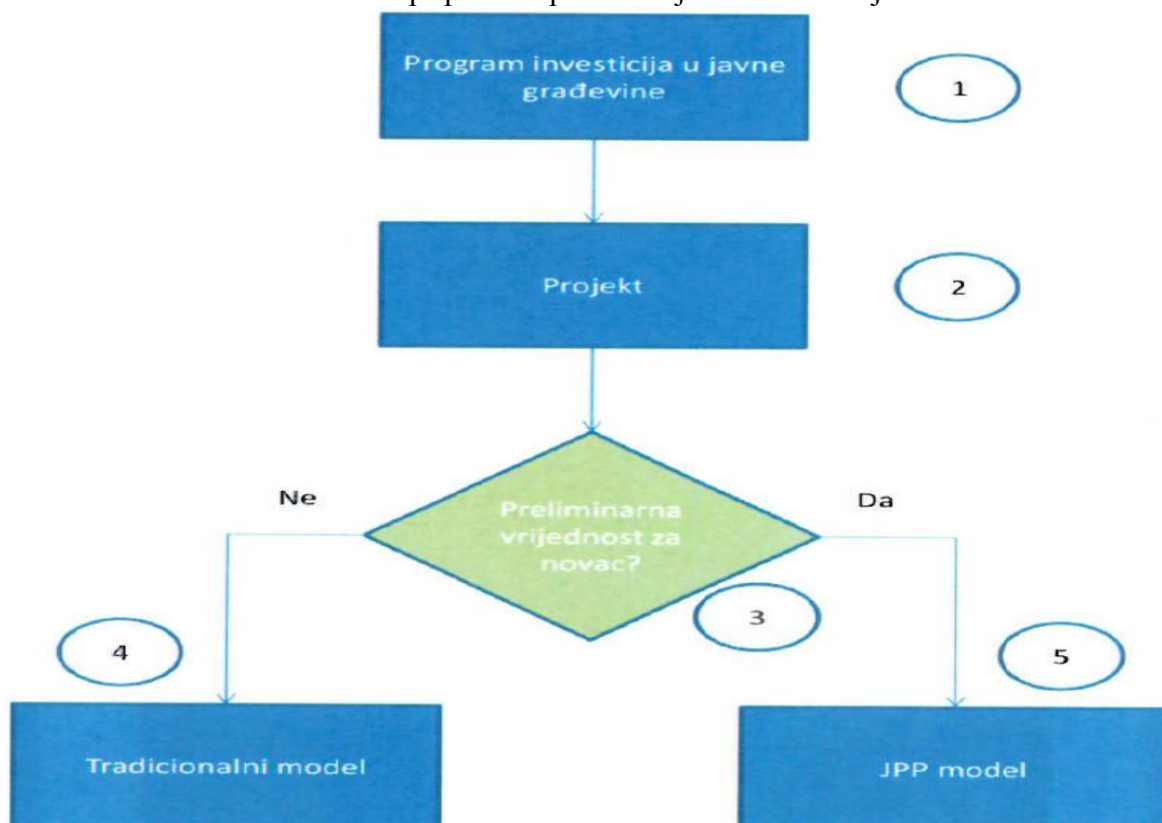 Program investicija u javne
građevine
1
Projekt
2
Ne
Da
Preliminarna
vrijednost za
novac?
3
4
5
Tradicionalni model
JPP model